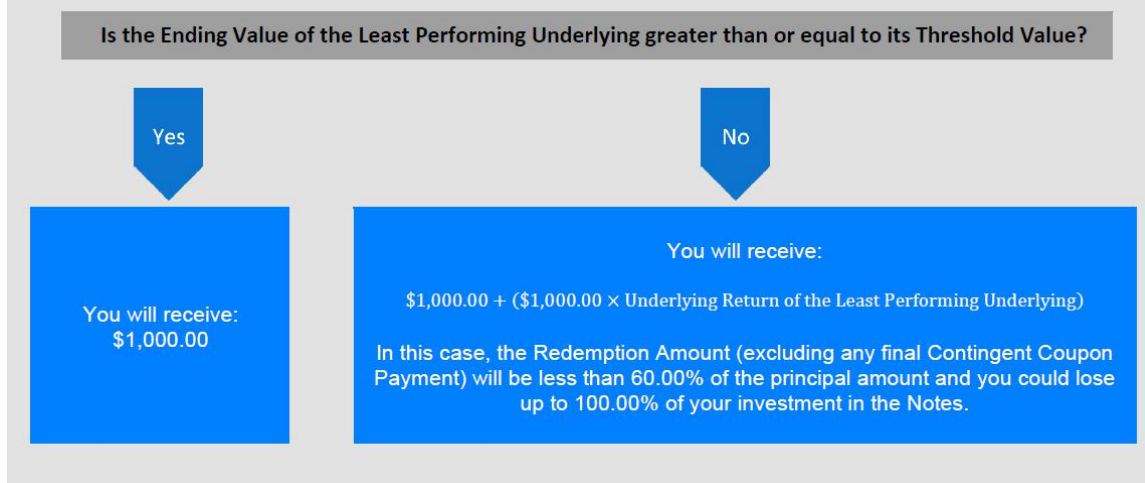 Is the Ending Value of the Least Performing Underlying greater than or equal to its Threshold Value?
Yes
No
You will receive:
$1,000.00
You will receive:
$1,000.00 + ($1,000.00 × Underlying Return of the Least Performing Underlying)
In this case, the Redemption Amount (excluding any final Contingent Coupon
Payment) will be less than 60.00% of the principal amount and you could lose
up to 100.00% of your investment in the Notes.